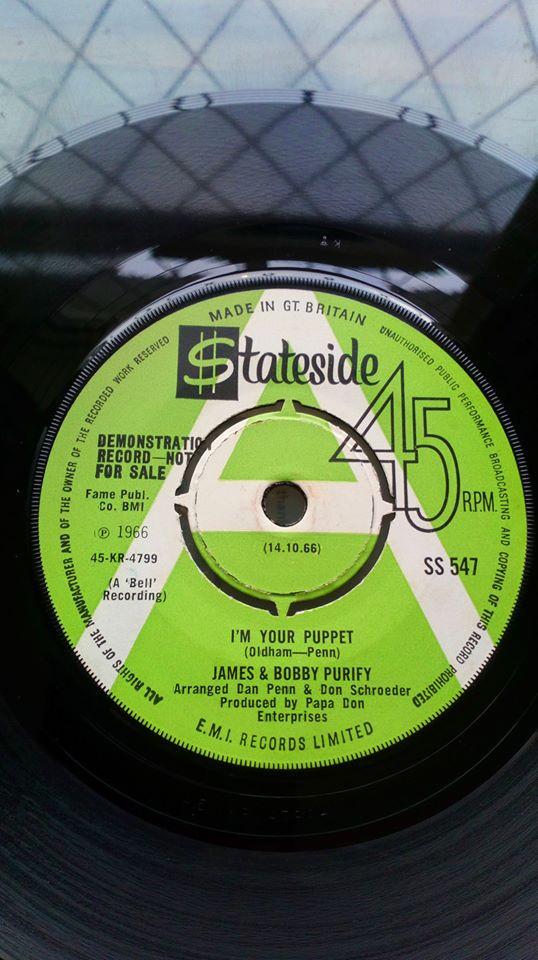 MADE IN GT. BRITAIN
UNAUTHORISED PUBLIC PERFORMANCE BROADCASTING AND COPYING OF THIS RECORD PROHIBITED
ALL RIGHTS OF THE MANUFACTURER AND OF THE OWNER OF THE RECORDED WORK RESERVED
$tateside
45
R.P.M.
A
DEMONSTRATION
RECORD—NOT
FOR SALE
Fame Publ.
Co. BMI
℗ 1966
45-KR-4799
(A 'Bell'
Recording)
(14.10.66)
SS 547
I'M YOUR PUPPET
(Oldham—Penn)
JAMES & BOBBY PURIFY
Arranged Dan Penn & Don Schroeder
Produced by Papa Don
Enterprises
E.M.I. RECORDS LIMITED